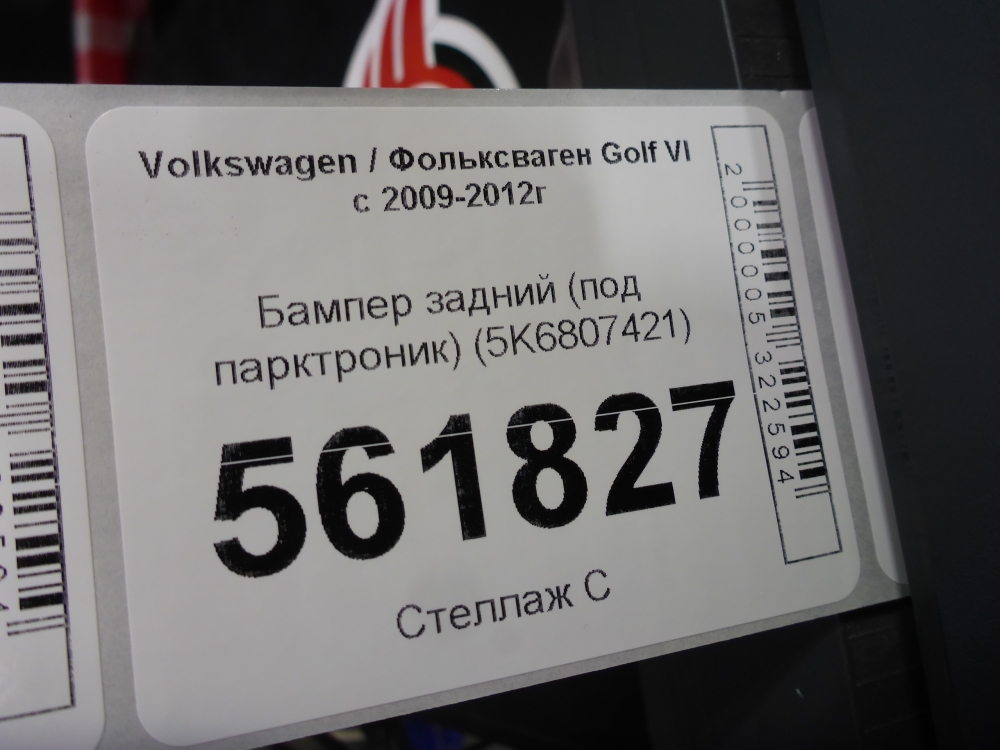 Volkswagen / Фольксваген Golf VI
с 2009-2012г
Бампер задний (под
парктроник) (5K6807421)
561827
Стеллаж С
2000005322594